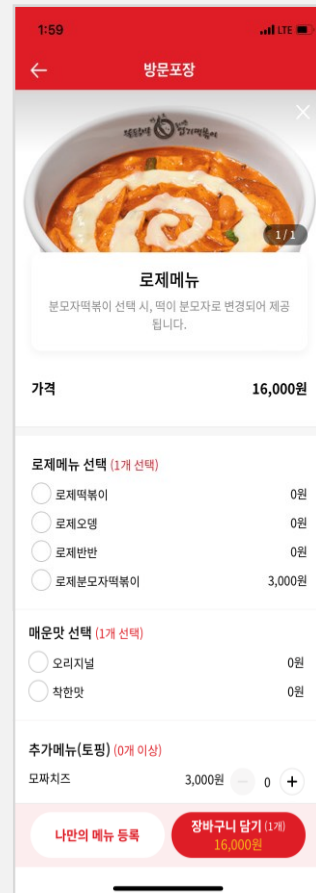 1:59
LTE
방문포장
1/1
로제메뉴
분모자떡볶이 선택 시, 떡이 분모자로 변경되어 제공
됩니다.
가격 16,000원
로제메뉴 선택 (1개 선택)
로제떡볶이 0원
로제오뎅 0원
로제반반 0원
로제분모자떡볶이 3,000원
매운맛 선택 (1개 선택)
오리지널 0원
착한맛 0원
추가메뉴(토핑) (0개 이상)
모짜치즈 3,000원 — 0 +
나만의 메뉴 등록
장바구니 담기 (1개)
16,000원